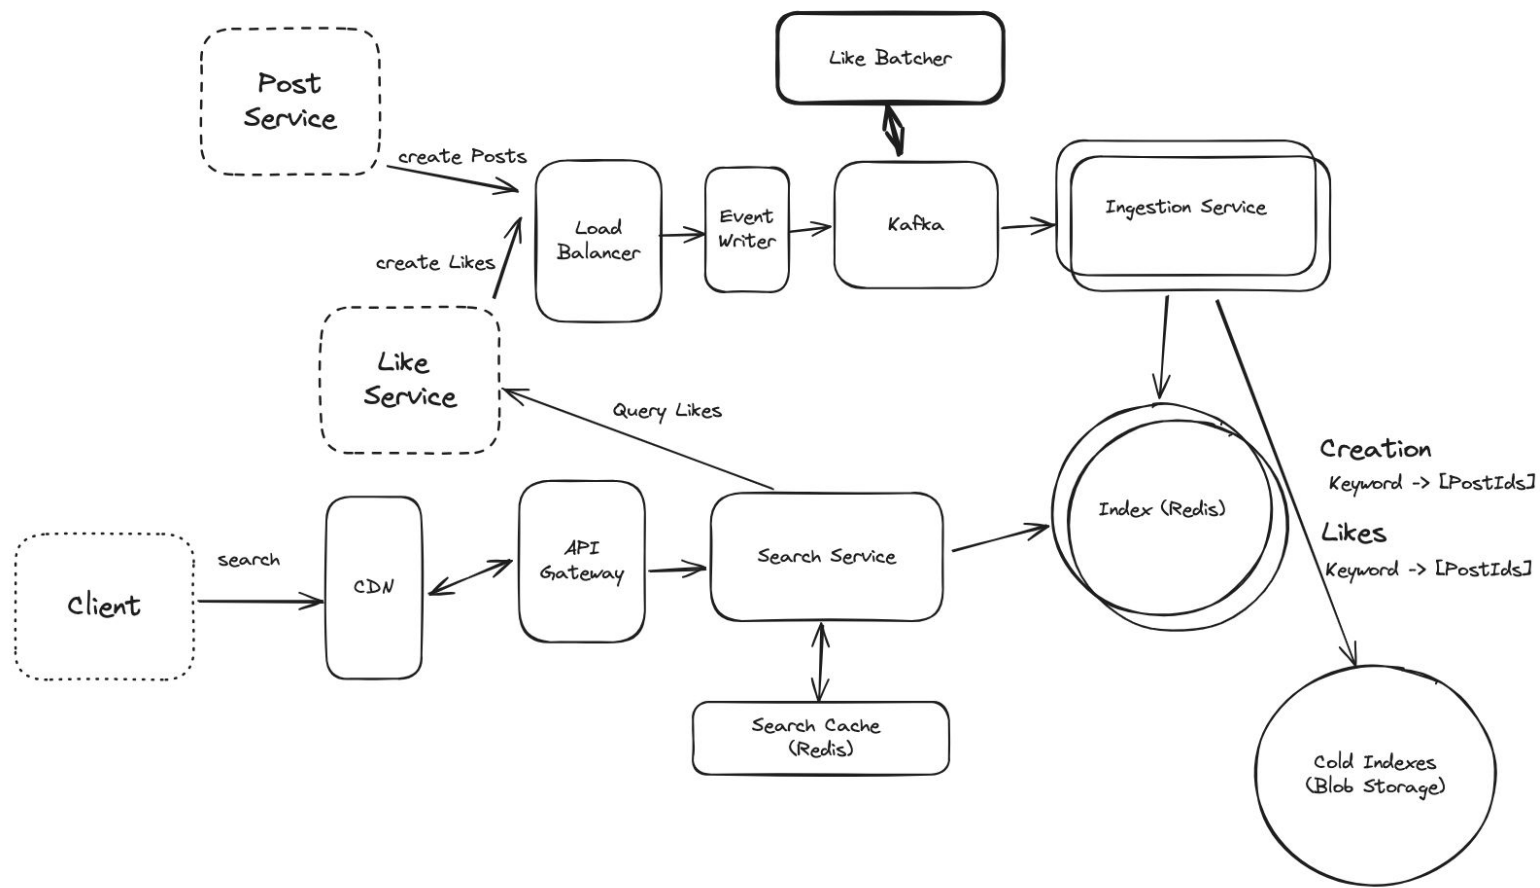 Post
Service
Like Batcher
create Posts
Load
Balancer
Event
Writer
Kafka
Ingestion Service
create Likes
Like
Service
Query Likes
Creation
Keyword -> [PostIds]
Likes
Keyword -> [PostIds]
Index (Redis)
Client
search
CDN
API
Gateway
Search Service
Search Cache
(Redis)
Cold Indexes
(Blob Storage)